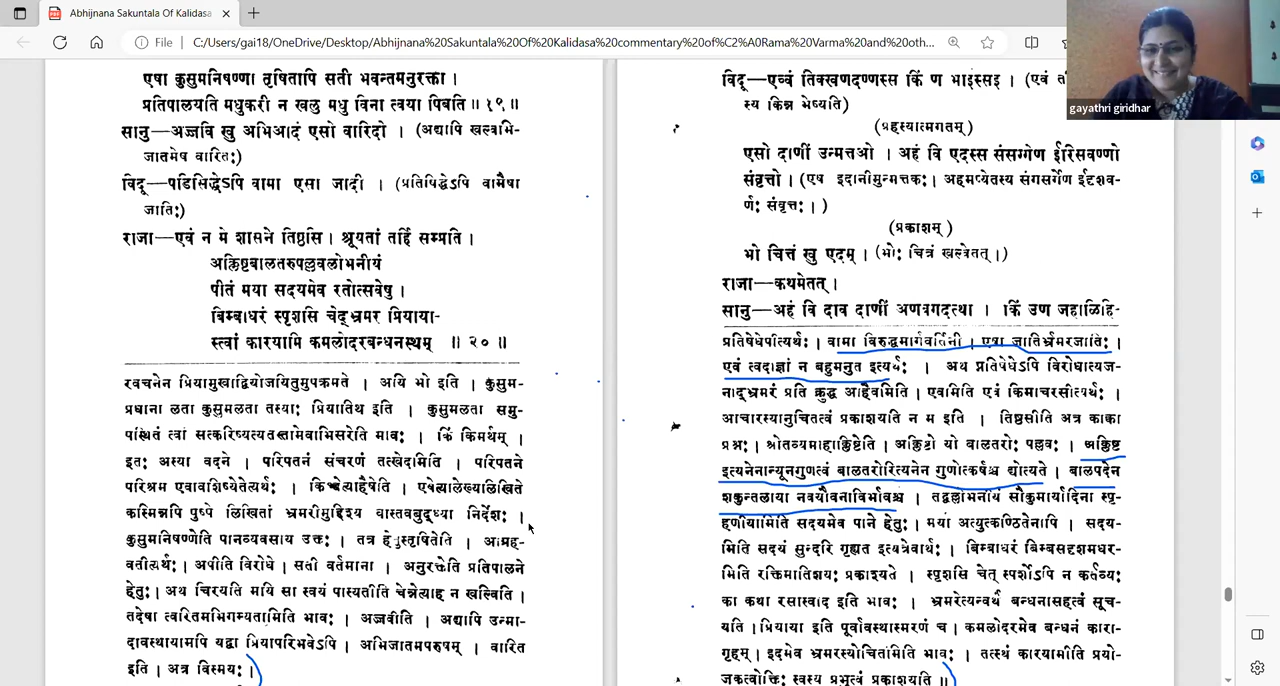 Abhijnana Sakuntala Of Kalidasa
File
C:/Users/gai18/OneDrive/Desktop/Abhijnana%20Sakuntala%20Of%20Kalidasa%20commentary%20of%C2%A0Rama%20Varma%20and%20oth...
gayathri giridhar
एषा कुसुमनिषण्णा तृषितापि सती भवन्तमनुरक्ता ।
प्रतिपालयति मधुकरी न खलु मधु विना त्वया पिबति ॥ १९ ॥
सानु—अज्जवि खु अभिआदं एसो वारिदो । (अद्यापि खल्वभि-
जातमेष वारितः)
विदू—पडिसिद्धेऽपि वामा एसा जादी । (प्रतिषिद्धेऽपि वामैषा
जातिः)
राजा—एवं न मे शासने तिष्ठसि । श्रूयतां तर्हि सम्प्रति ।
अक्लिष्टबालतरुपल्लवलोभनीयं
पीतं मया सदयमेव रतोत्सवेषु ।
बिम्बाधरं स्पृशसि चेद्भ्रमर प्रियाया-
स्त्वां कारयामि कमलोदरबन्धनस्थम् ॥ २० ॥
रवचनेन प्रियामुखाद्वियोजयितुमुपक्रमते । अयि भो इति । कुसुम-
प्रधाना लता कुसुमलता तस्याः प्रियातिथ इति । कुसुमलता समु-
पस्थितं त्वां सत्करिष्यत्यतस्तामेवाभिसरेति भावः । किं किमर्थम् ।
इतः अस्या वदने । परिपतनं संचरणं तत्खेदमिति । परिपतने
परिश्रम एवावशिष्येतेत्यर्थः । किञ्चेत्याहैषेति । एषेत्यालेख्यालिखिते
कस्मिन्नपि पुष्पे लिखितां भ्रमरीमुद्दिश्य वास्तवबुद्ध्या निर्देशः ।
कुसुमनिषण्णेति पानव्यवसाय उक्तः । तत्र हेतुस्तृषितेति ।
वतीत्यर्थः । अपीति विरोधे । सती वर्तमाना । अनुरक्तेति प्रतिपालने
हेतुः । अथ चिरयति मयि सा स्वयं पास्यतीति चेन्नेत्याह न खल्विति ।
तदेषा त्वरितमभिगम्यतामिति भावः । अज्जवीति । अद्यापि उन्मा-
दावस्थायामपि यद्वा प्रियापरिभवेऽपि । अभिजातमपरुषम् । वारित
इति । अत्र विस्मयः ।
विदू—एव्वं तिक्खणदण्णस्स किं ण भाइस्सइ । (एवं
स्य किन्न भेष्यति)
(प्रहस्यात्मगतम्)
एसो दाणीं उन्मत्तओ । अहं वि एदस्स संसग्गेण ईरिसवण्णो
संवुत्तो । (एष इदानीमुन्मत्तकः । अहमप्येतस्य संगसर्गेण ईदृशव-
र्णः संवृत्तः । )
(प्रकाशम्)
भो चित्तं खु एदम् । (भोः चित्रं खल्वेतत् ।)
राजा—कथमेतत् ।
सानु—अहं वि दाव दाणीं अणवगदत्था । किं उण जहाळिहि-
प्रतिषेधेपीत्यर्थः । वामा विरुद्धमार्गवर्तिनी । एषा जातिर्भ्रमरजातिः ।
एवं त्वदाज्ञां न बहुमनुत इत्यर्थः । अथ प्रतिषेधेऽपि विरोधात्यज-
नाद्भ्रमरं प्रति क्रुद्ध आहैवमिति । एवमिति एवं किमाचरसीत्यर्थः ।
आचारस्यानुचितत्वं प्रकाशयति न म इति । तिष्ठसीति अत्र काका
प्रश्नः । श्रोतव्यमाहाक्लिष्टेति । अक्लिष्टो यो बालतरोः पल्लवः । अक्लिष्ट
इत्यनेनान्यूनगुणत्वं बालतरोरित्यनेन गुणोत्कर्षश्च द्योत्यते । बालपदेन
शकुन्तलाया नवयौवनाविर्भावश्च । तद्वल्लोभनीयं सौकुमार्यादिना स्पृ-
हणीयमिति सदयमेव पाने हेतुः । मया अत्युत्कण्ठितेनापि । सदय-
मिति सदयं सुन्दरि गृह्यत इत्यत्रेवार्थः । बिम्बाधरं बिम्बसदृशमधर-
मिति रक्तिमातिशयः प्रकाश्यते । स्पृशसि चेत् स्पर्शोऽपि न कर्तव्यः
का कथा रसास्वाद इति भावः । भ्रमरेत्यन्वर्थं बन्धनासहत्वं सूच-
यति । प्रियाया इति पूर्वावस्थास्मरणं च । कमलोदरमेव बन्धनं कारा-
गृहम् । इदमेव भ्रमरस्योचितमिति भावः । तत्स्थं कारयामीति प्रयो-
जकत्वोक्तिः स्वस्य प्रभुत्वं प्रकाशयति ॥